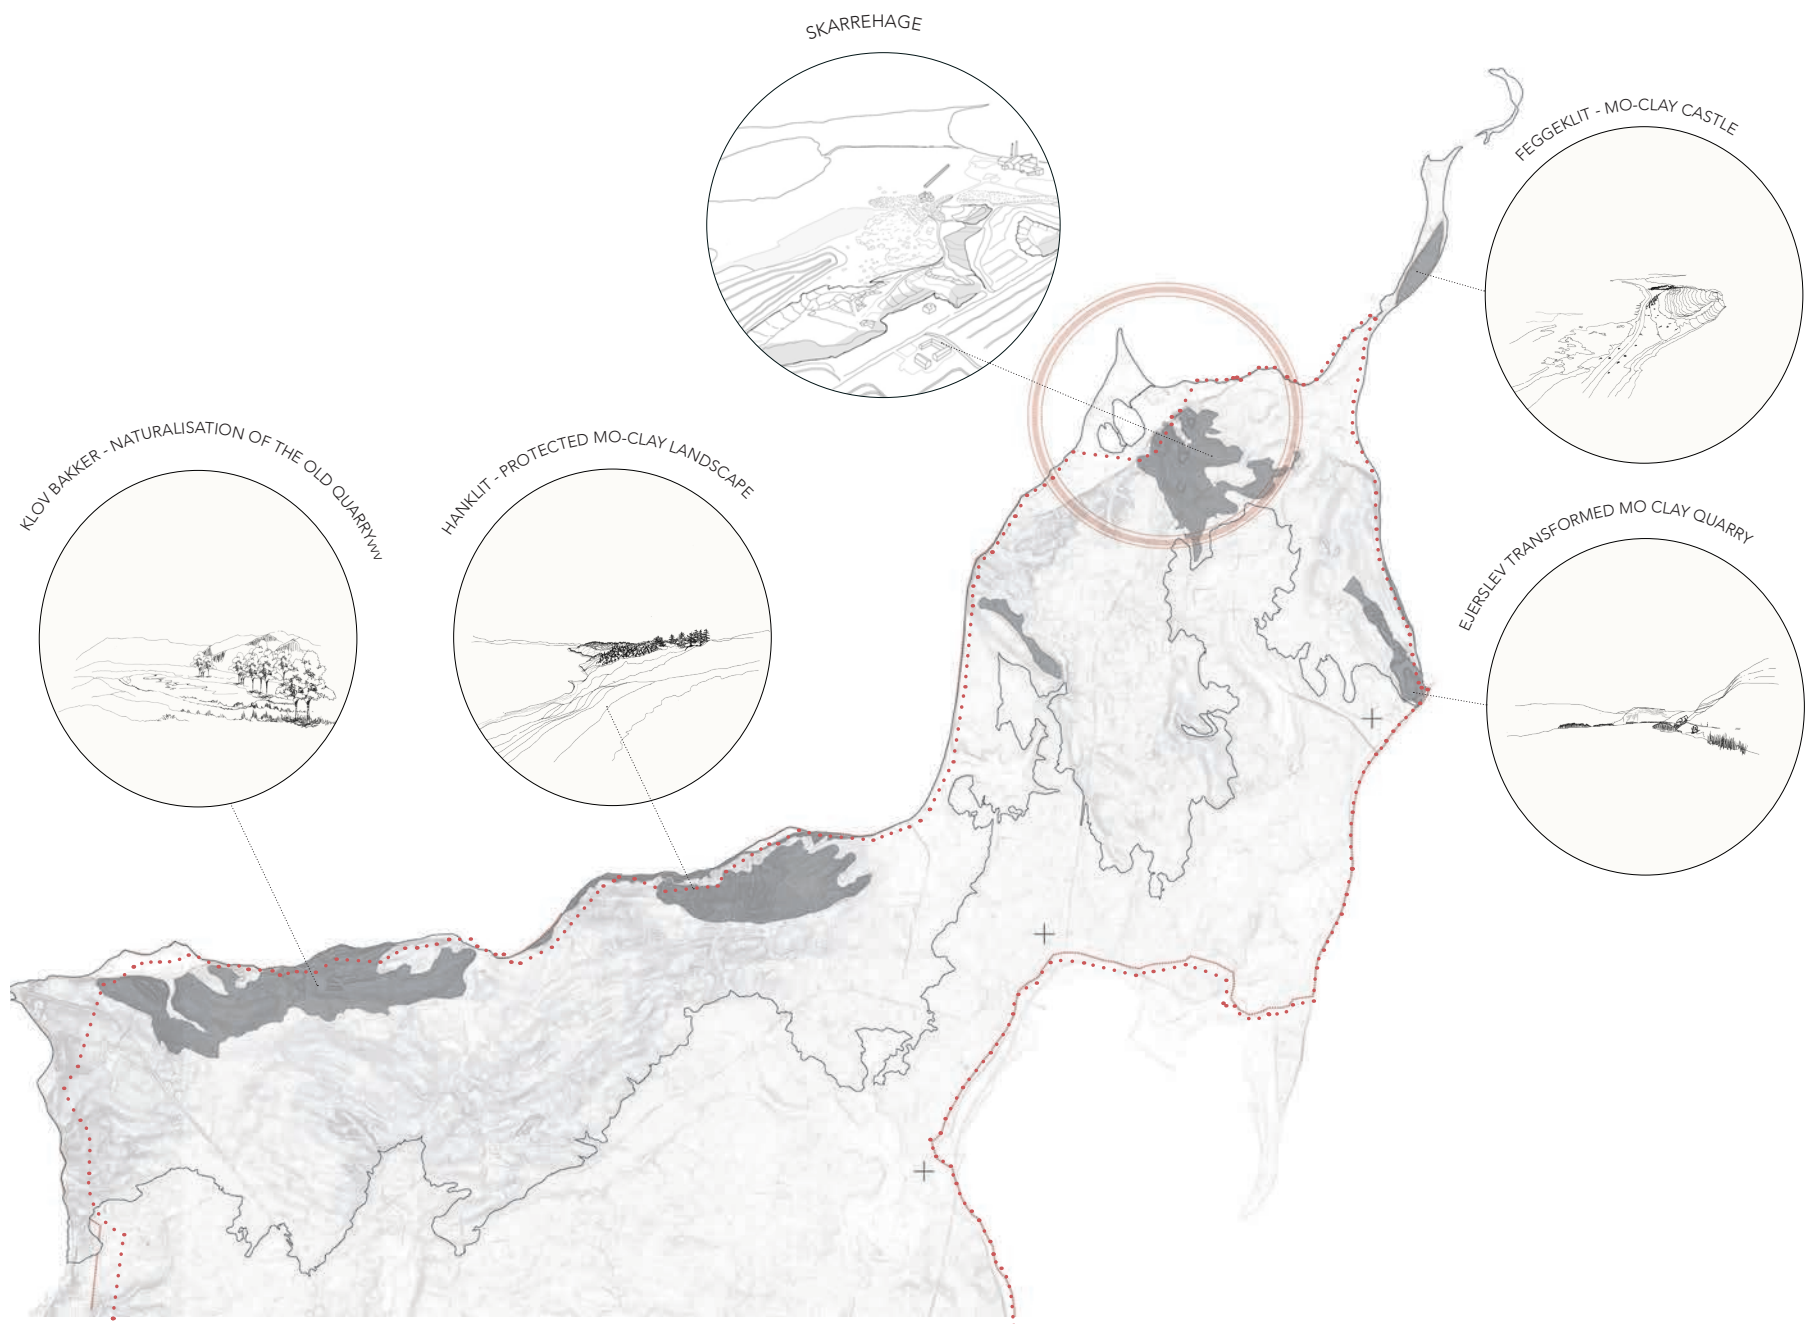 SKARREHAGE
FEGGEKLIT - MO-CLAY CASTLE
KLOV BAKKER - NATURALISATION OF THE OLD QUARRYvvv
HANKLIT - PROTECTED MO-CLAY LANDSCAPE
EJERSLEV TRANSFORMED MO CLAY QUARRY